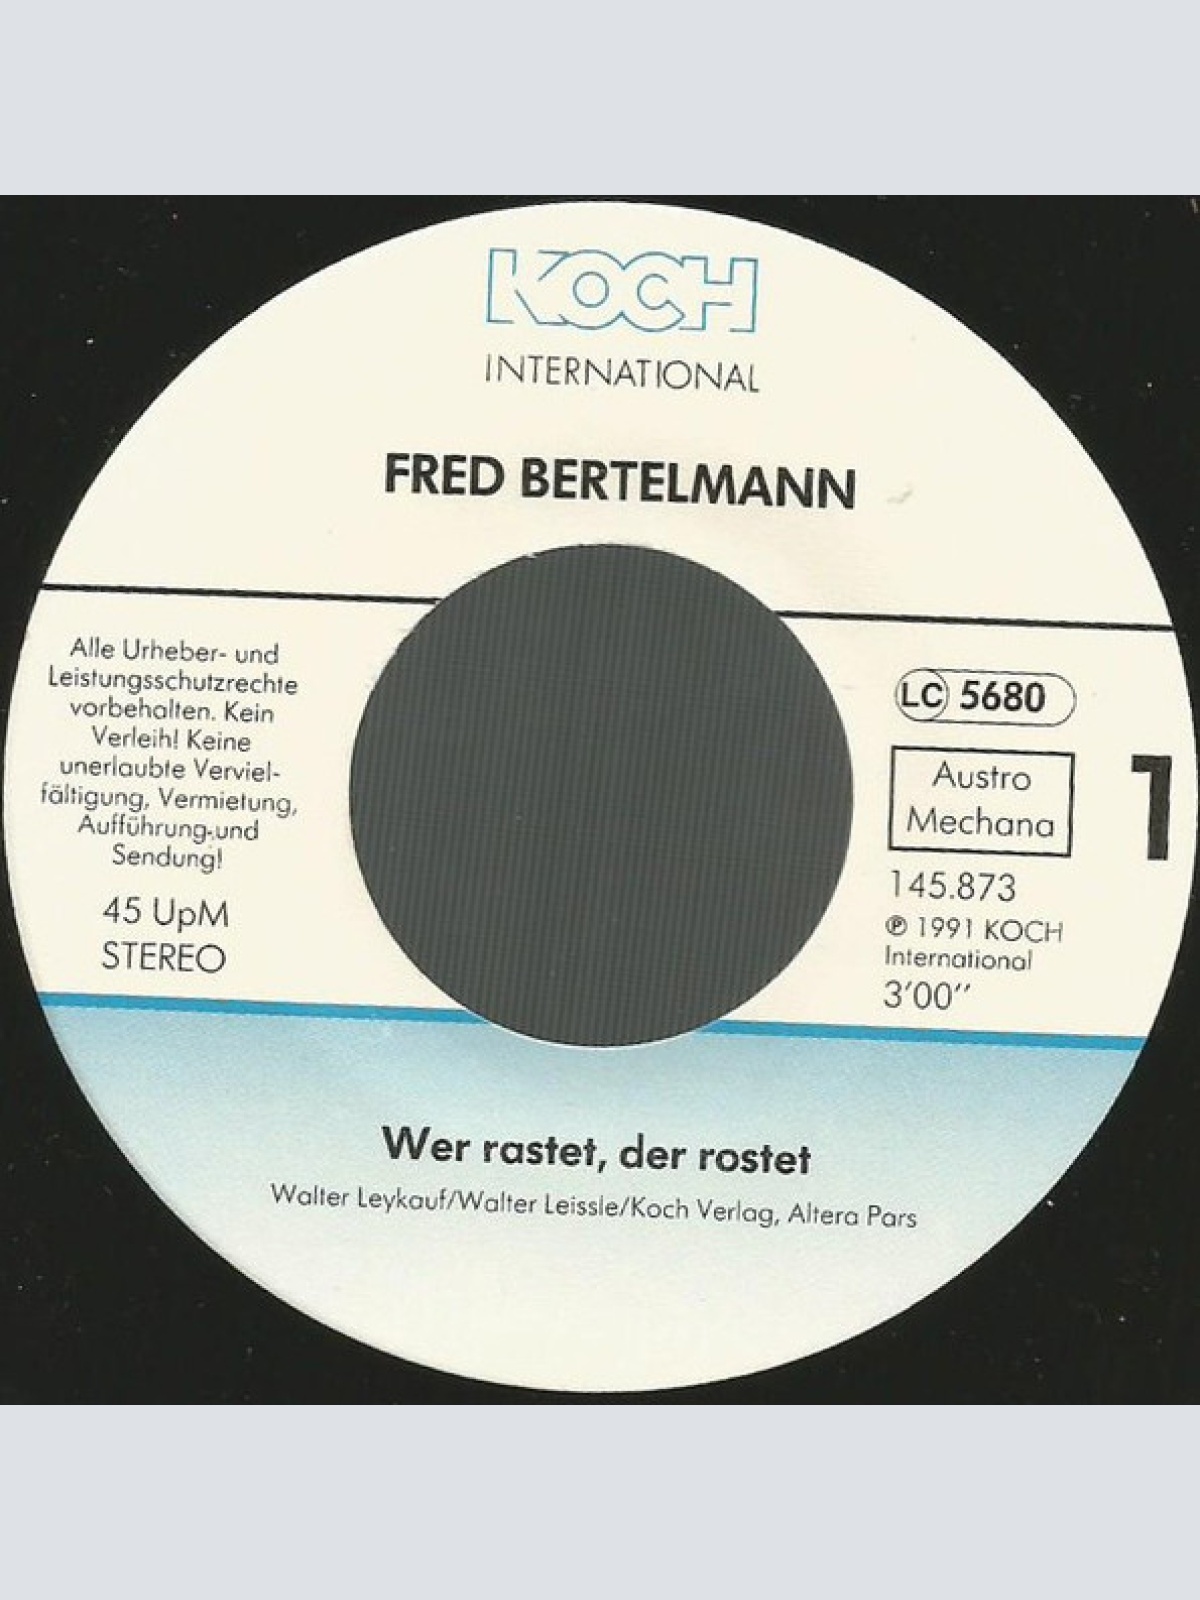 KOCH
INTERNATIONAL
FRED BERTELMANN
Alle Urheber- und
Leistungsschutzrechte
vorbehalten. Kein
Verleih! Keine
unerlaubte Verviel-
fältigung, Vermietung,
Aufführung und
Sendung!
45 UpM
STEREO
LC 5680
Austro
Mechana
1
145.873
℗ 1991 KOCH
International
3'00''
Wer rastet, der rostet
Walter Leykauf/Walter Leissle/Koch Verlag, Altera Pars